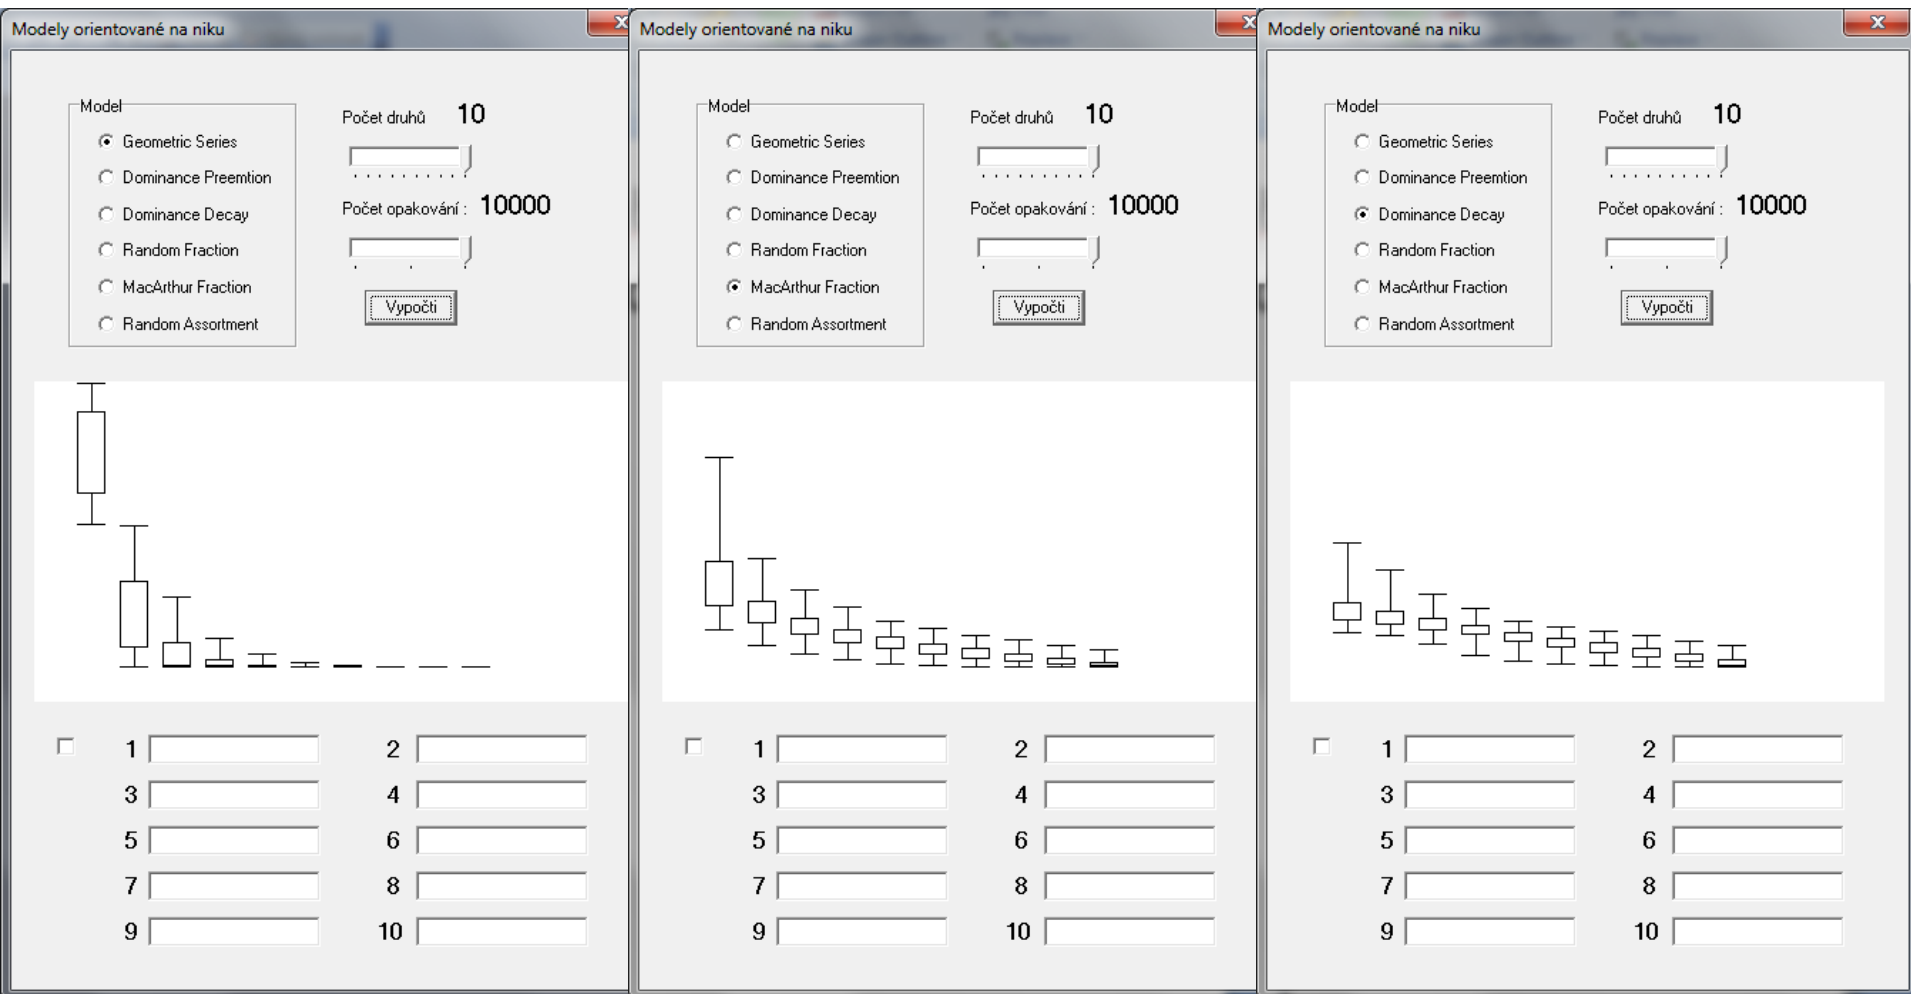 Modely orientované na niku
Model
Geometric Series
Dominance Preemtion
Dominance Decay
Random Fraction
MacArthur Fraction
Random Assortment
Počet druhů 10
Počet opakování : 10000
Vypočti
1 2
3 4
5 6
7 8
9 10
Modely orientované na niku
Model
Geometric Series
Dominance Preemtion
Dominance Decay
Random Fraction
MacArthur Fraction
Random Assortment
Počet druhů 10
Počet opakování : 10000
Vypočti
1 2
3 4
5 6
7 8
9 10
Modely orientované na niku
Model
Geometric Series
Dominance Preemtion
Dominance Decay
Random Fraction
MacArthur Fraction
Random Assortment
Počet druhů 10
Počet opakování : 10000
Vypočti
1 2
3 4
5 6
7 8
9 10